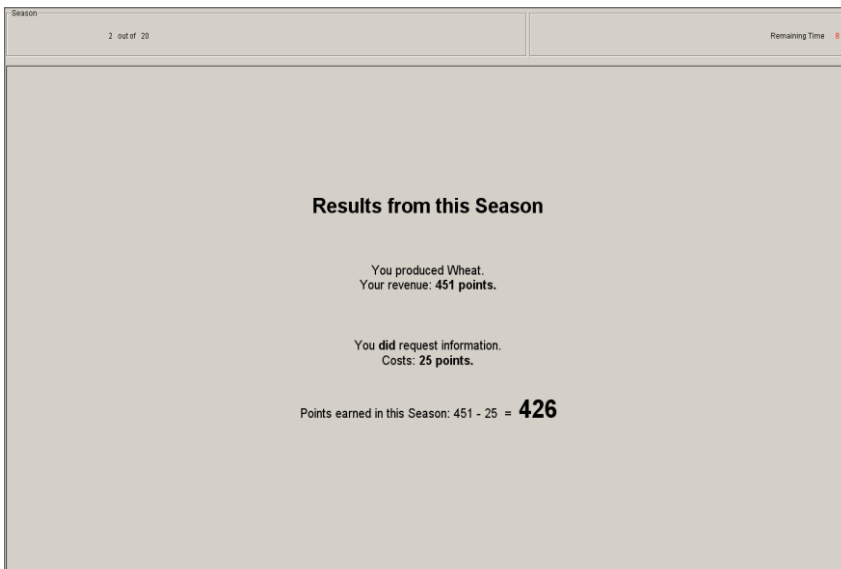 Season
2 out of 20
Remaining Time 8
Results from this Season
You produced Wheat.
Your revenue: 451 points.
You did request information.
Costs: 25 points.
Points earned in this Season: 451 - 25 = 426